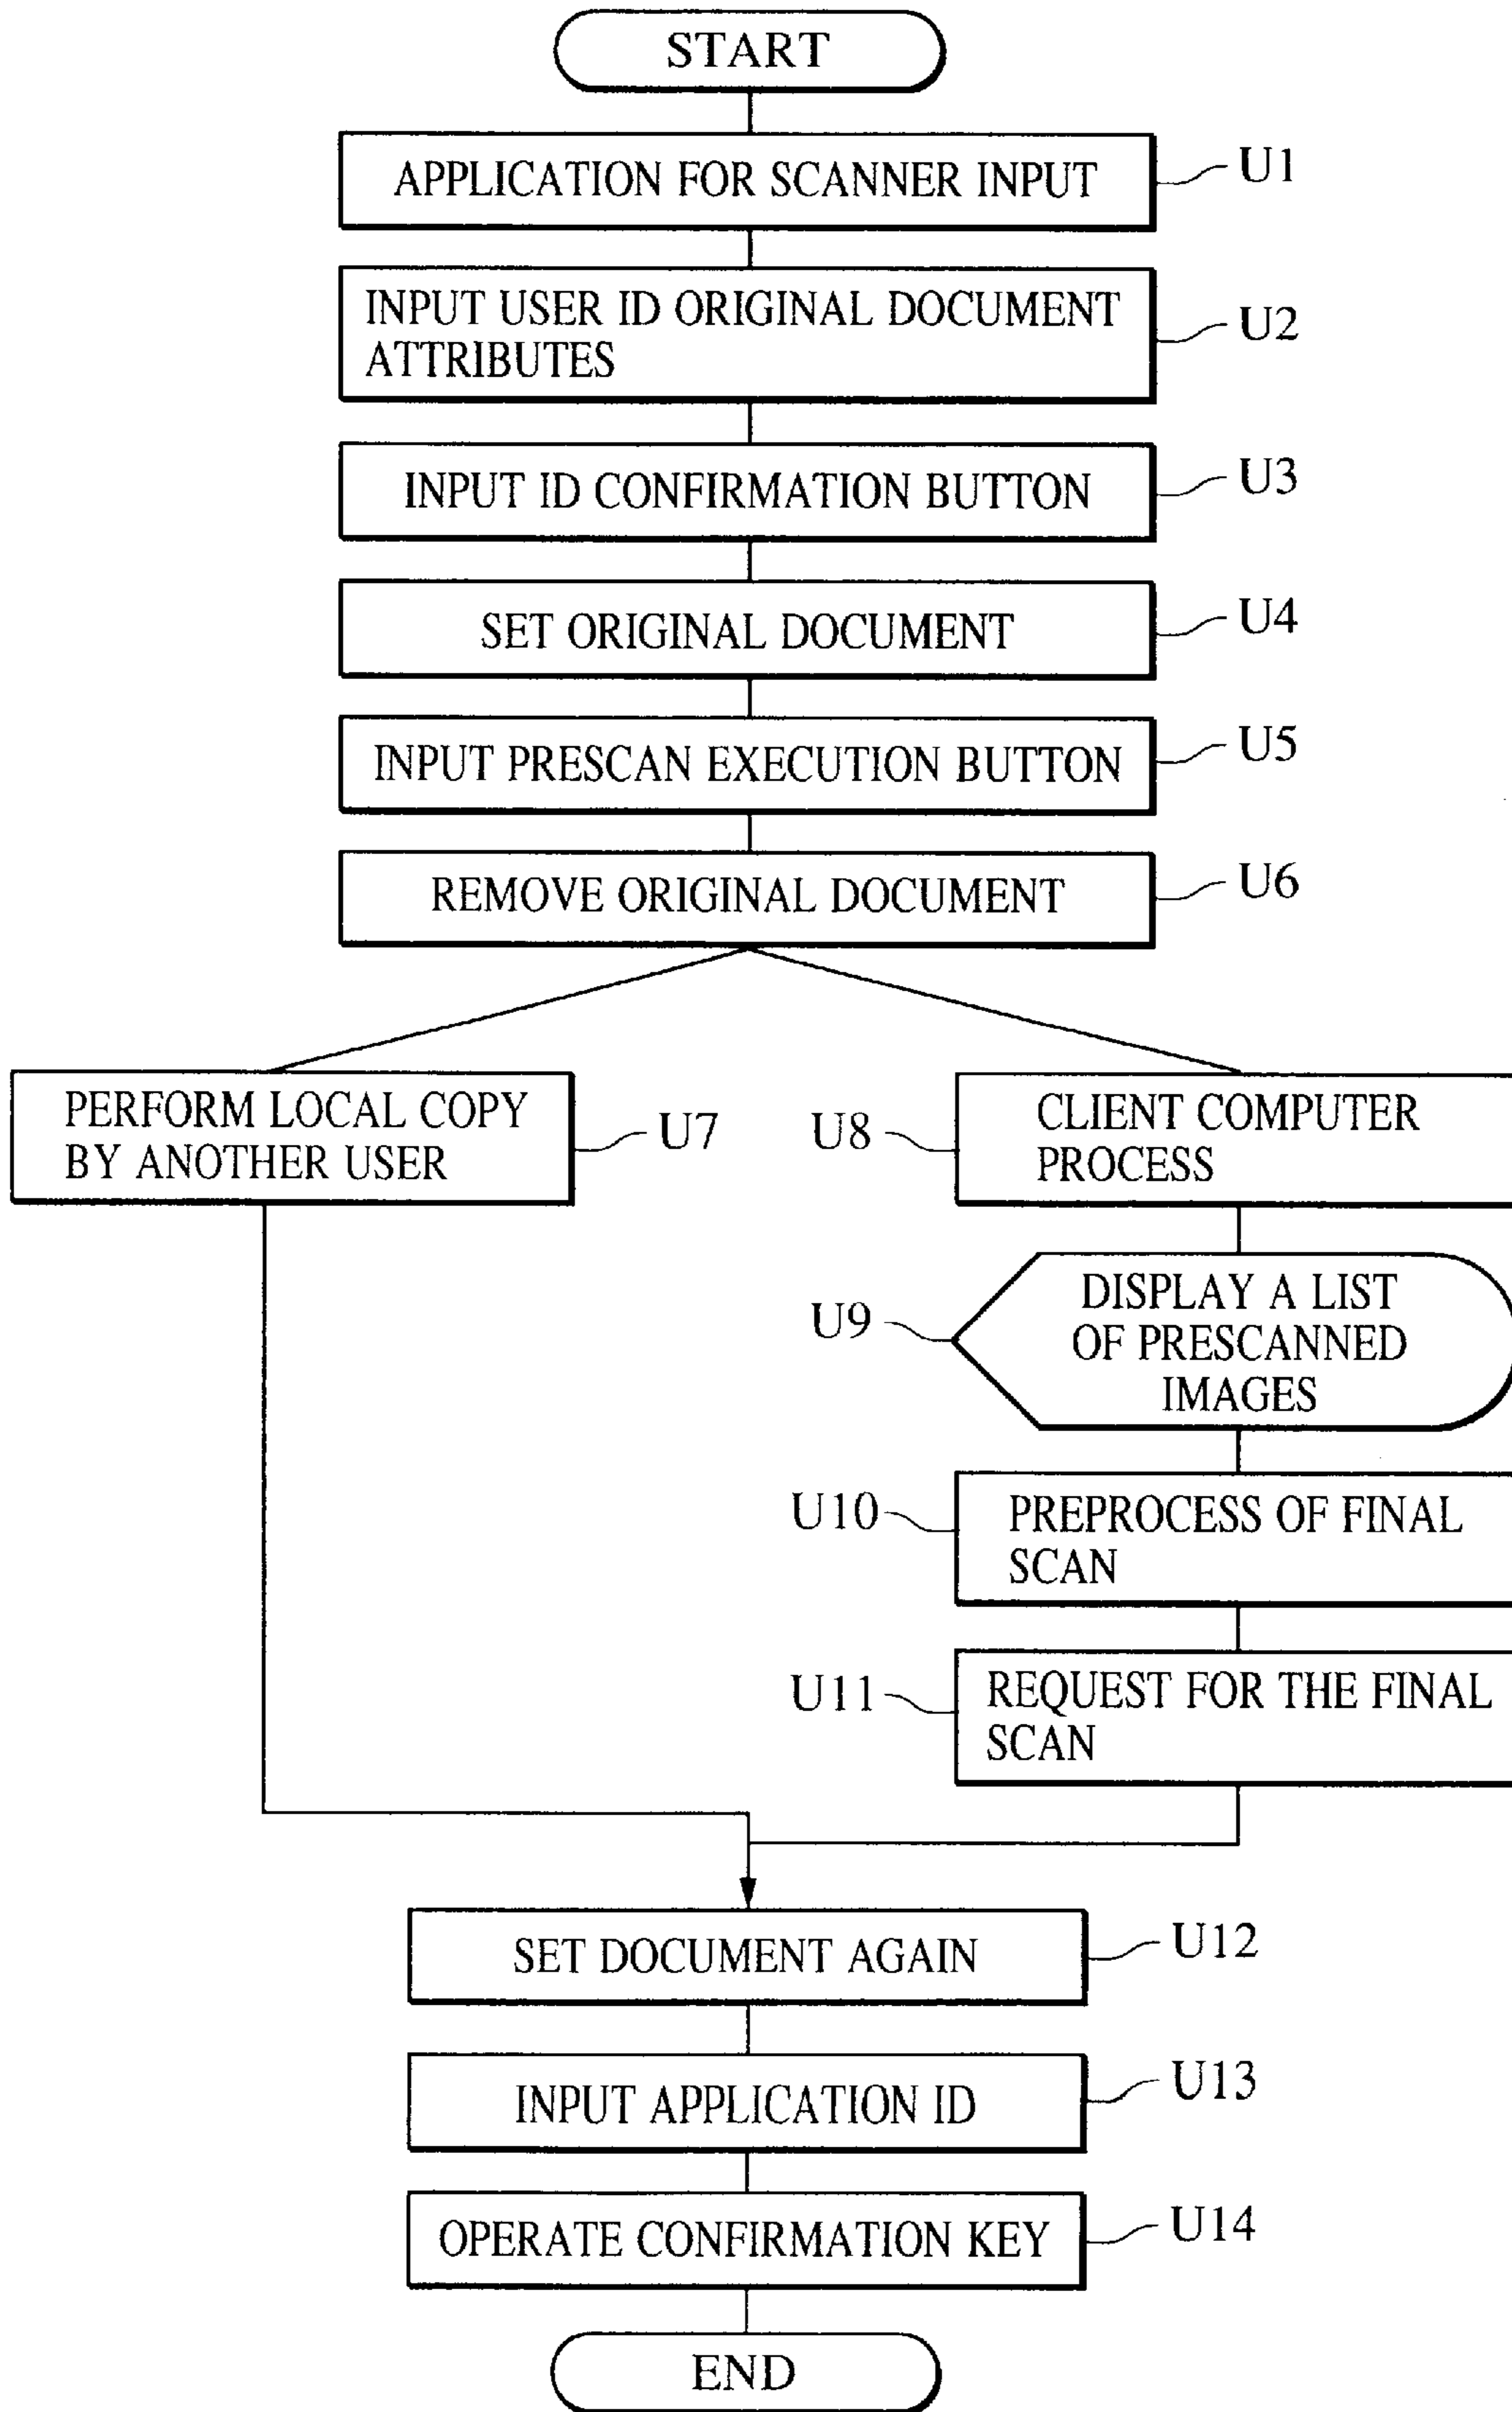 START
APPLICATION FOR SCANNER INPUT
U1
INPUT USER ID ORIGINAL DOCUMENT
ATTRIBUTES
U2
INPUT ID CONFIRMATION BUTTON
U3
SET ORIGINAL DOCUMENT
U4
INPUT PRESCAN EXECUTION BUTTON
U5
REMOVE ORIGINAL DOCUMENT
U6
PERFORM LOCAL COPY
BY ANOTHER USER
U7
U8
CLIENT COMPUTER
PROCESS
U9
DISPLAY A LIST
OF PRESCANNED
IMAGES
U10
PREPROCESS OF FINAL
SCAN
U11
REQUEST FOR THE FINAL
SCAN
SET DOCUMENT AGAIN
U12
INPUT APPLICATION ID
U13
OPERATE CONFIRMATION KEY
U14
END